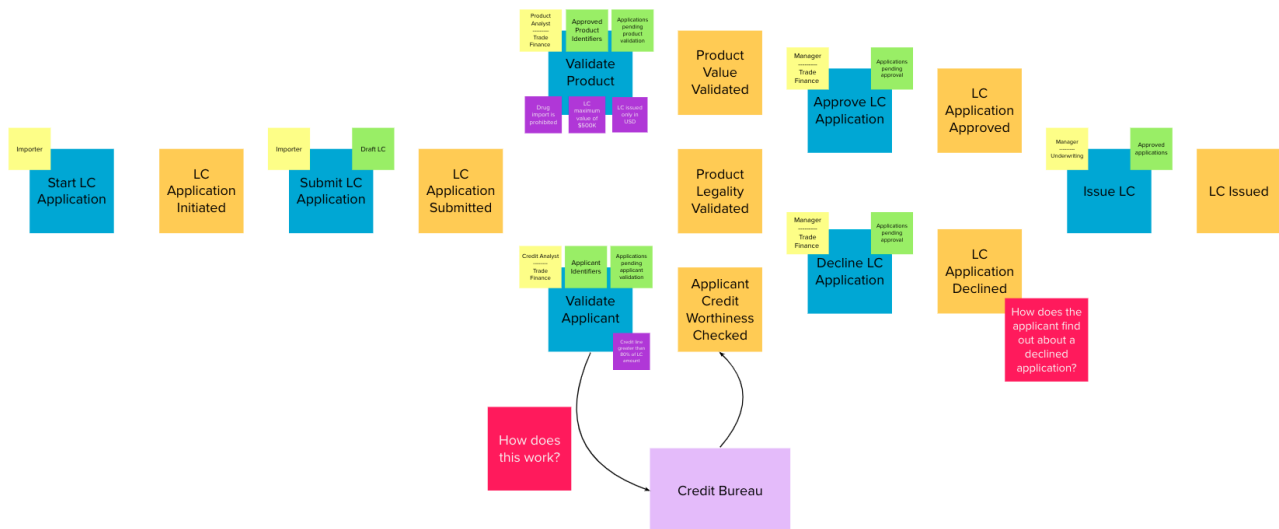 Importer
Start LC
Application
LC
Application
Initiated
Importer
Draft LC
Submit LC
Application
LC
Application
Submitted
Product
Analyst
--------
Trade
Finance
Approved
Product
Identifiers
Applications
pending
product
validation
Validate
Product
Drug
import is
prohibited
LC
maximum
value of
$500K
LC Issued
only in
USD
Product
Value
Validated
Product
Legality
Validated
Credit Analyst
-------
Trade
Finance
Applicant
Identifiers
Applications
pending
applicant
validation
Validate
Applicant
Credit line
greater than
80% of LC
amount
Applicant
Credit
Worthiness
Checked
How does
this work?
Credit Bureau
Manager
---------
Trade
Finance
Applications
pending
approval
Approve LC
Application
LC
Application
Approved
Manager
---------
Trade
Finance
Applications
pending
approval
Decline LC
Application
LC
Application
Declined
How does the
applicant find
out about a
declined
application?
Manager
--------
Underwriting
Approved
applications
Issue LC
LC Issued